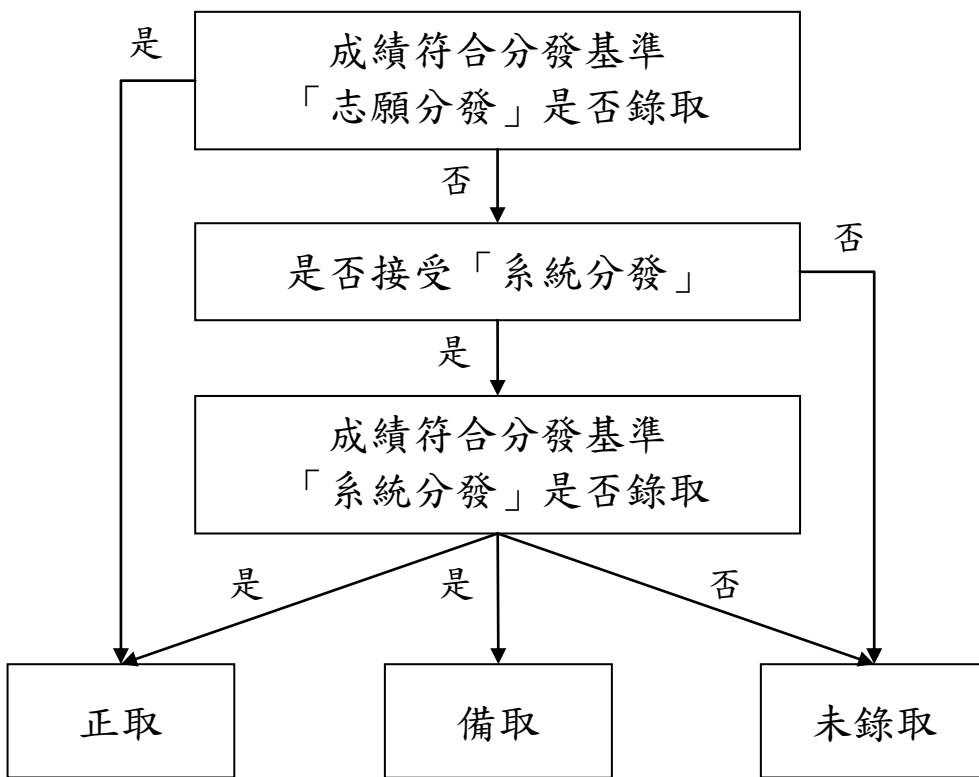 是
成績符合分發基準
「志願分發」是否錄取
否
是否接受「系統分發」
否
是
成績符合分發基準
「系統分發」是否錄取
是
是
否
正取
備取
未錄取